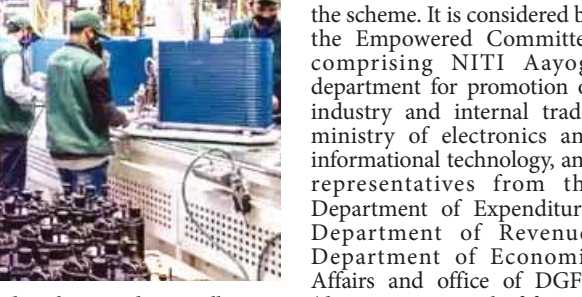 the scheme. It is considered b
the Empowered Committe
comprising NITI Aayog
department for promotion o
industry and internal trad
ministry of electronics an
informational technology, an
representatives from th
Department of Expenditur
Department of Revenue
Department of Economi
Affairs and office of DGF